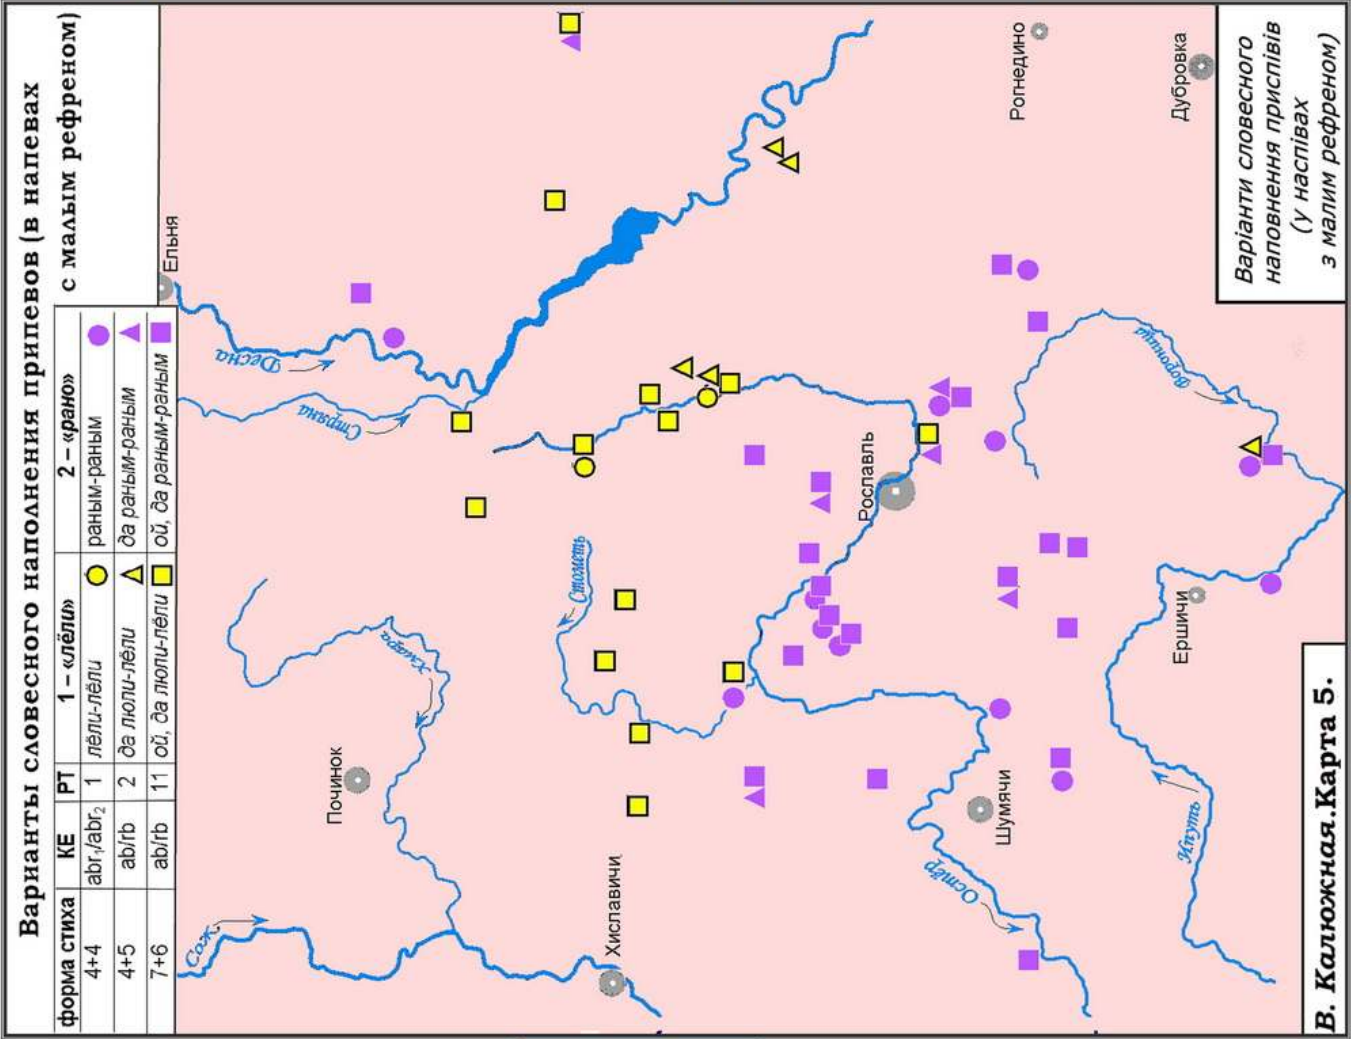 Варианты словесного наполнения припевов (в напевах
с малым рефреном)
форма стиха КЕ РТ 1 – «лёли» 2 – «рано»
4+4 abr₁/abr₂ 1 лёли-лёли раным-раным
4+5 ab/rb 2 да люли-лёли да раным-раным
7+6 ab/rb 11 ой, да люли-лёли ой, да раным-раным
Ельня
Десна
Стряна
Сож
Хмара
Починок
Стометь
Хиславичи
Рославль
Рогнедино
Дубровка
Вороница
Шумячи
Остёр
Ершичи
Ипуть
Варіанти словесного
наповнення приспівів
(у наспівах
з малим рефреном)
В. Калюжная.Карта 5.